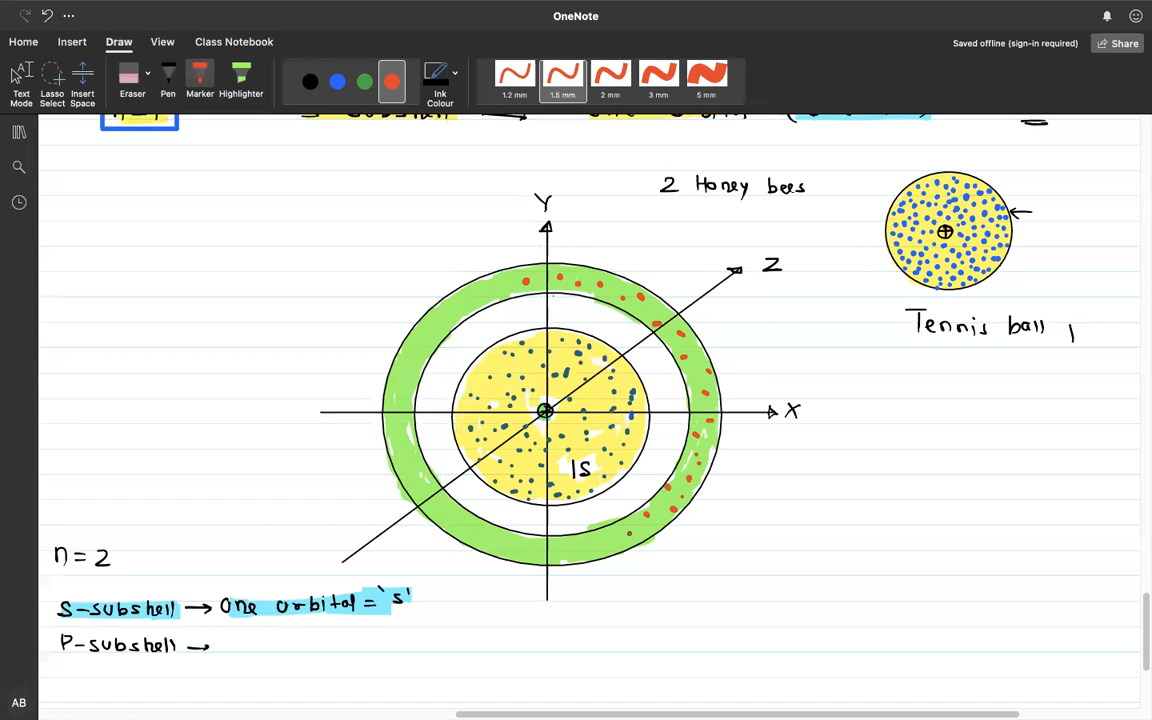 OneNote
Home Insert Draw View Class Notebook
Saved offline (sign-in required) Share
Text Mode
Lasso Select
Insert Space
Eraser
Pen
Marker
Highlighter
Ink Colour
1.2 mm 1.5 mm 2 mm 3 mm 5 mm
2 Honey bees
Y
Z
X
1S
Tennis ball
n = 2
S-subshell → One orbital = 's'
P-subshell →
AB